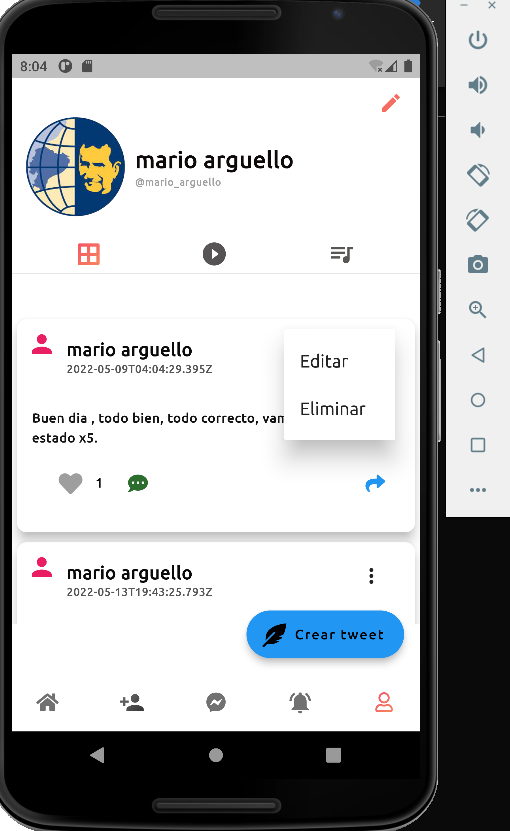 8:04
mario arguello
@mario_arguello
mario arguello
2022-05-09T04:04:29.395Z
Editar
Eliminar
Buen dia , todo bien, todo correcto, vam
estado x5.
1
mario arguello
2022-05-13T19:43:25.793Z
Crear tweet